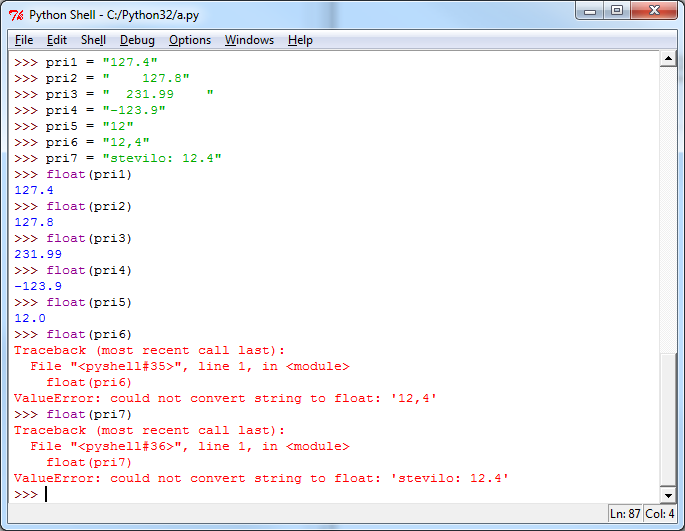 Python Shell - C:/Python32/a.py
File Edit Shell Debug Options Windows Help
>>> pri1 = "127.4"
>>> pri2 = "    127.8"
>>> pri3 = "  231.99    "
>>> pri4 = "-123.9"
>>> pri5 = "12"
>>> pri6 = "12,4"
>>> pri7 = "stevilo: 12.4"
>>> float(pri1)
127.4
>>> float(pri2)
127.8
>>> float(pri3)
231.99
>>> float(pri4)
-123.9
>>> float(pri5)
12.0
>>> float(pri6)
Traceback (most recent call last):
  File "<pyshell#35>", line 1, in <module>
    float(pri6)
ValueError: could not convert string to float: '12,4'
>>> float(pri7)
Traceback (most recent call last):
  File "<pyshell#36>", line 1, in <module>
    float(pri7)
ValueError: could not convert string to float: 'stevilo: 12.4'
>>>
Ln: 87 Col: 4